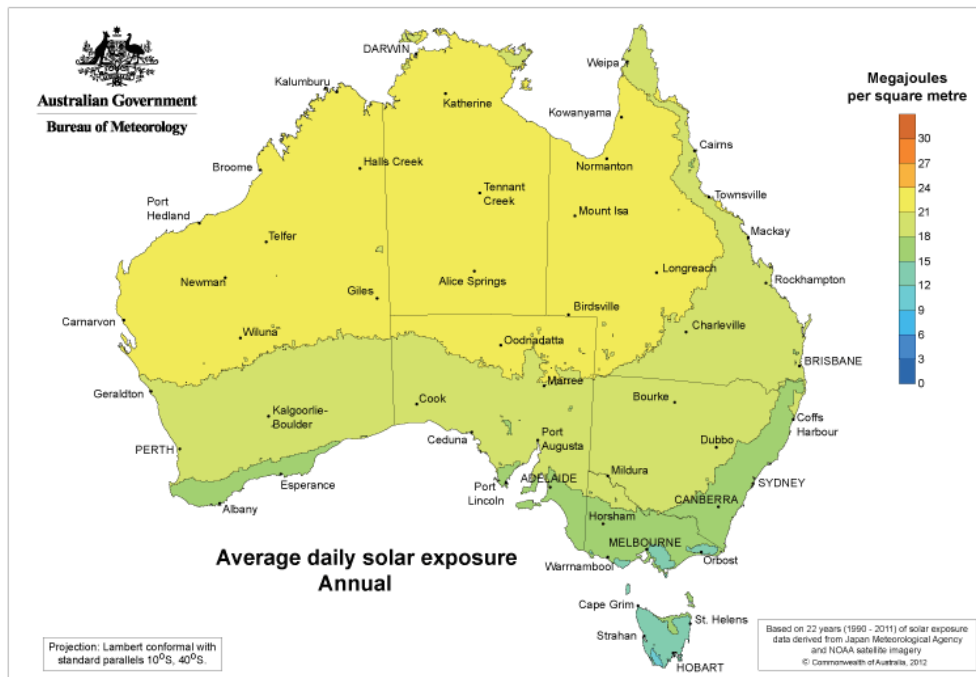 Australian Government
Bureau of Meteorology
DARWIN
Weipa
Kalumburu
Katherine
Kowanyama
Cairns
Broome
Halls Creek
Normanton
Tennant
Creek
Townsville
Port
Hedland
Mount Isa
Mackay
Telfer
Newman
Alice Springs
Longreach
Rockhampton
Giles
Birdsville
Carnarvon
Charleville
Wiluna
Oodnadatta
BRISBANE
Geraldton
Marree
Kalgoorlie-
Boulder
Cook
Bourke
Coffs
Harbour
PERTH
Ceduna
Port
Augusta
Dubbo
Esperance
Port
Lincoln
ADELAIDE
Mildura
SYDNEY
Albany
CANBERRA
Horsham
MELBOURNE
Warrnambool
Orbost
Cape Grim
St. Helens
Strahan
HOBART
Megajoules
per square metre
30
27
24
21
18
15
12
9
6
3
0
Average daily solar exposure
Annual
Projection: Lambert conformal with
standard parallels 10°S, 40°S.
Based on 22 years (1990 - 2011) of solar exposure
data derived from Japan Meteorological Agency
and NOAA satellite imagery
© Commonwealth of Australia, 2012